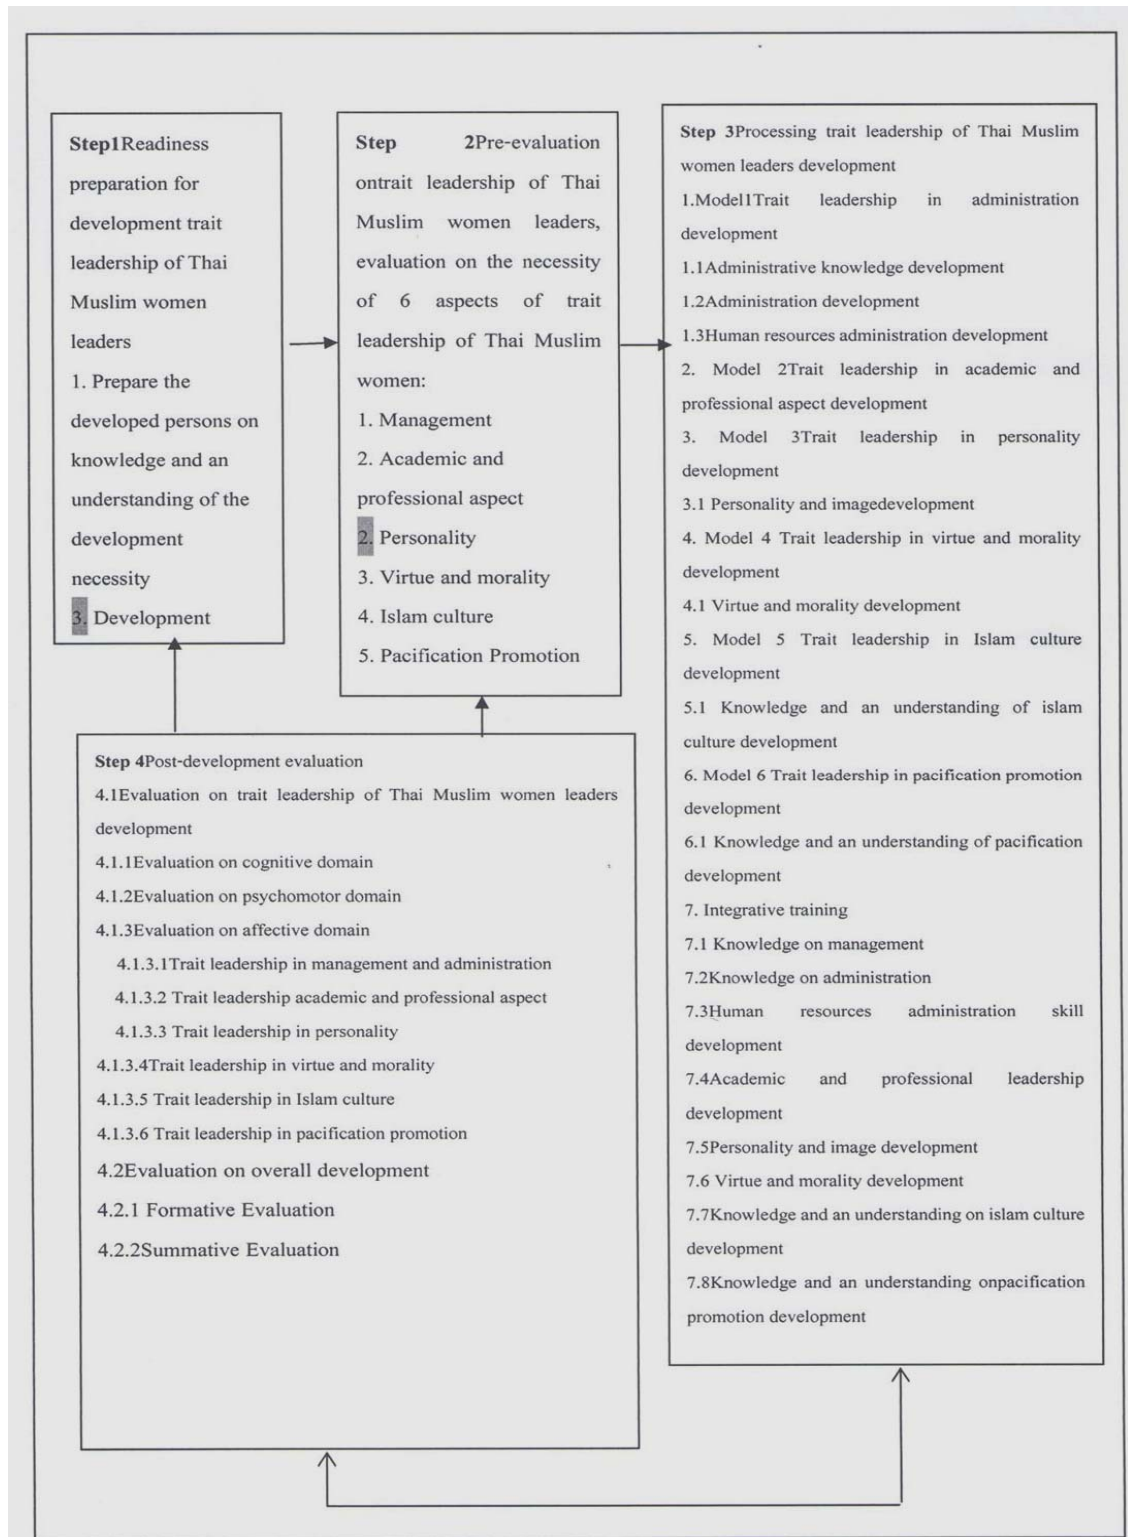 Step1Readiness
preparation for
development trait
leadership of Thai
Muslim women
leaders
1. Prepare the
developed persons on
knowledge and an
understanding of the
development
necessity
3. Development
Step 2Pre-evaluation
ontrait leadership of Thai
Muslim women leaders,
evaluation on the necessity
of 6 aspects of trait
leadership of Thai Muslim
women:
1. Management
2. Academic and
professional aspect
2. Personality
3. Virtue and morality
4. Islam culture
5. Pacification Promotion
Step 3Processing trait leadership of Thai Muslim
women leaders development
1.Model1Trait leadership in administration
development
1.1Administrative knowledge development
1.2Administration development
1.3Human resources administration development
2. Model 2Trait leadership in academic and
professional aspect development
3. Model 3Trait leadership in personality
development
3.1 Personality and imagedevelopment
4. Model 4 Trait leadership in virtue and morality
development
4.1 Virtue and morality development
5. Model 5 Trait leadership in Islam culture
development
5.1 Knowledge and an understanding of islam
culture development
6. Model 6 Trait leadership in pacification promotion
development
6.1 Knowledge and an understanding of pacification
development
7. Integrative training
7.1 Knowledge on management
7.2Knowledge on administration
7.3Human resources administration skill
development
7.4Academic and professional leadership
development
7.5Personality and image development
7.6 Virtue and morality development
7.7Knowledge and an understanding on islam culture
development
7.8Knowledge and an understanding onpacification
promotion development
Step 4Post-development evaluation
4.1Evaluation on trait leadership of Thai Muslim women leaders
development
4.1.1Evaluation on cognitive domain
4.1.2Evaluation on psychomotor domain
4.1.3Evaluation on affective domain
4.1.3.1Trait leadership in management and administration
4.1.3.2 Trait leadership academic and professional aspect
4.1.3.3 Trait leadership in personality
4.1.3.4Trait leadership in virtue and morality
4.1.3.5 Trait leadership in Islam culture
4.1.3.6 Trait leadership in pacification promotion
4.2Evaluation on overall development
4.2.1 Formative Evaluation
4.2.2Summative Evaluation